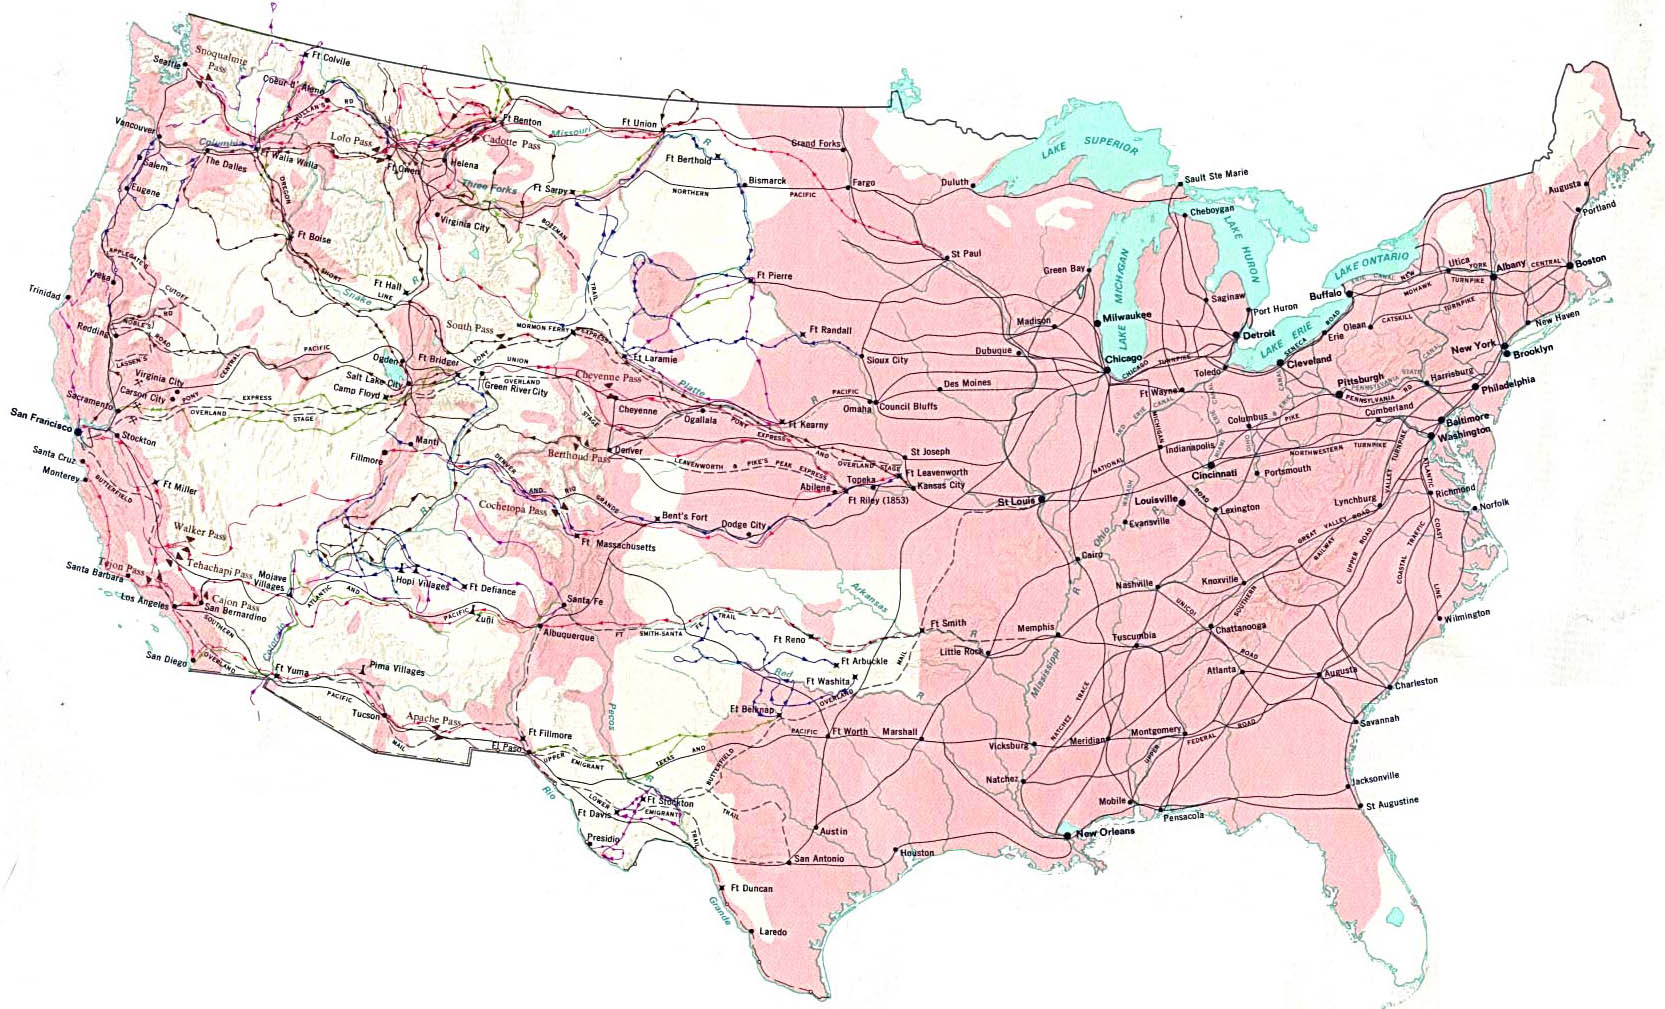 Seattle
Snoqualmie
Pass
Ft Colvile
Coeur d' Alene
MULLAN'S
RD
Vancouver
Columbia
Lolo Pass
Salem
The Dalles
Ft Walla Walla
Ft Owen
Helena
Cadotte Pass
Ft Benton
Missouri
Ft Union
R
Ft Berthold
Grand Forks
Eugene
OREGON
Three Forks
Ft Sarpy
NORTHERN
Bismarck
PACIFIC
Fargo
Duluth
LAKE SUPERIOR
Sault Ste Marie
Cheboygan
LAKE HURON
LAKE MICHIGAN
Green Bay
Saginaw
Port Huron
Virginia City
BOZEMAN
TRAIL
Ft Boise
APPLEGATE'S
CUTOFF
Yreka
Trinidad
SHORT
LINE
Ft Hall
Snake
R
St Paul
Ft Pierre
NOBLE'S
RD
ROAD
Redding
LASSEN'S
South Pass
MORMON FERRY
EXPRESS
Ft Laramie
Ft Randall
Sioux City
Dubuque
Madison
Milwaukee
Chicago
CHICAGO
TURNPIKE
Detroit
Toledo
LAKE ERIE
SENECA
ROAD
Cleveland
Erie
Buffalo
LAKE ONTARIO
ERIE CANAL
NEW
YORK
CENTRAL
Utica
MOHAWK
TURNPIKE
Albany
Boston
Augusta
Portland
Olean
CATSKILL
TURNPIKE
New Haven
New York
Brooklyn
CANAL
Virginia City
Carson City
CENTRAL
PACIFIC
Ogden
Ft Bridger
PONY
UNION
OVERLAND
Salt Lake City
Camp Floyd
Green River City
STAGE
Cheyenne Pass
Cheyenne
Platte
R
Ogallala
PONY
EXPRESS
Ft Kearny
PACIFIC
Omaha
Council Bluffs
Des Moines
Sacramento
PONY
EXPRESS
OVERLAND
STAGE
San Francisco
Stockton
Santa Cruz
Monterey
BUTTERFIELD
Ft Miller
Fillmore
Manti
DENVER
AND
RIO
GRANDE
Berthoud Pass
Denver
LEAVENWORTH & PIKE'S PEAK EXPRESS
AND
OVERLAND STAGE
St Joseph
Ft Leavenworth
Kansas City
Topeka
Abilene
Ft Riley (1853)
Cochetopa Pass
Bent's Fort
Dodge City
Ft Massachusetts
St Louis
NATIONAL
ROAD
Ft Wayne
ERIE
CANAL
MICHIGAN
WABASH
Indianapolis
Columbus
PIKE
Cincinnati
Portsmouth
NORTHWESTERN
TURNPIKE
Louisville
Lexington
Evansville
Ohio
R
Cairo
Pittsburgh
PENNSYLVANIA
STATE
PENNSYLVANIA
RD
Harrisburg
Philadelphia
Cumberland
Baltimore
Washington
VALLEY
TURNPIKE
ATLANTIC
COAST
LINE
Lynchburg
Richmond
Norfolk
GREAT VALLEY ROAD
RAILWAY
SOUTHERN
UPPER
ROAD
COASTAL
TRAFFIC
Walker Pass
Tejon Pass
Tehachapi Pass
Santa Barbara
Cajon Pass
Mojave
Villages
Los Angeles
San Bernardino
SOUTHERN
OVERLAND
San Diego
Colorado
R
Ft Yuma
ATLANTIC
AND
PACIFIC
Hopi Villages
Ft Defiance
Zuñi
Santa Fe
Albuquerque
FT
SMITH-SANTA
FE
TRAIL
Ft Reno
Arkansas
R
Ft Smith
Ft Arbuckle
Ft Washita
Red
R
MAIL
OVERLAND
Little Rock
Memphis
Nashville
Knoxville
UNICOI
ROAD
Tuscumbia
Chattanooga
Mississippi
R
Atlanta
Augusta
Wilmington
Charleston
Savannah
Pima Villages
PACIFIC
Tucson
MAIL
Apache Pass
Ft Fillmore
El Paso
UPPER
EMIGRANT
TEXAS
AND
PACIFIC
Pecos
R
Ft Belknap
BUTTERFIELD
Ft Worth
Marshall
Vicksburg
NATCHEZ
TRACE
Meridian
Montgomery
UPPER
FEDERAL
ROAD
Natchez
Mobile
Pensacola
Jacksonville
St Augustine
Rio
Grande
LOWER
EMIGRANT
TRAIL
Ft Stockton
TRAIL
Ft Davis
Presidio
Austin
San Antonio
Houston
New Orleans
Ft Duncan
Laredo